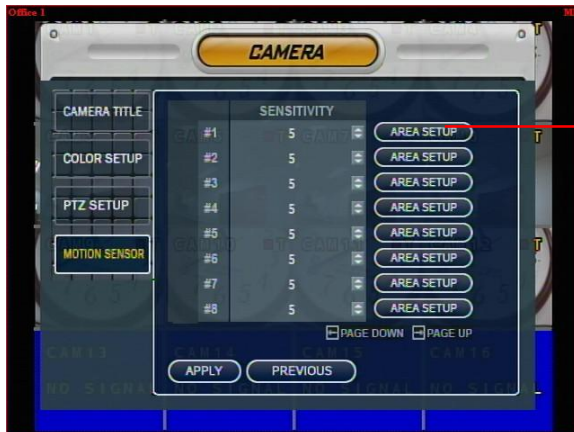 Office 1
CAMERA
CAMERA TITLE
COLOR SETUP
PTZ SETUP
MOTION SENSOR
SENSITIVITY
#1 5 AREA SETUP
#2 5 AREA SETUP
#3 5 AREA SETUP
#4 5 AREA SETUP
#5 5 AREA SETUP
#6 5 AREA SETUP
#7 5 AREA SETUP
#8 5 AREA SETUP
PAGE DOWN PAGE UP
APPLY PREVIOUS
CAM13 CAM14 CAM15 CAM16
NO SIGNAL NO SIGNAL NO SIGNAL NO SIGNAL